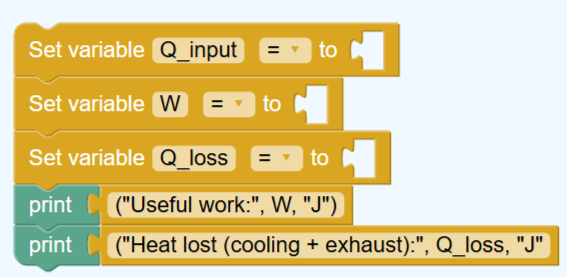 Set variable Q_input = to
Set variable W = to
Set variable Q_loss = to
print ("Useful work:", W, "J")
print ("Heat lost (cooling + exhaust):", Q_loss, "J"